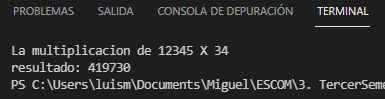 PROBLEMAS SALIDA CONSOLA DE DEPURACIÓN TERMINAL
La multiplicacion de 12345 X 34
resultado: 419730
PS C:\Users\luism\Documents\Miguel\ESCOM\3. TercerSeme